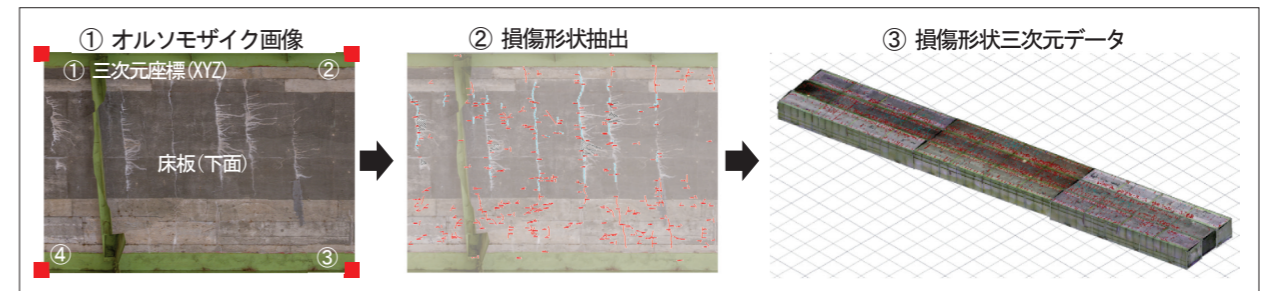 ① オルソモザイク画像
② 損傷形状抽出
③ 損傷形状三次元データ
① 三次元座標(XYZ)
②
床板(下面)
④
③